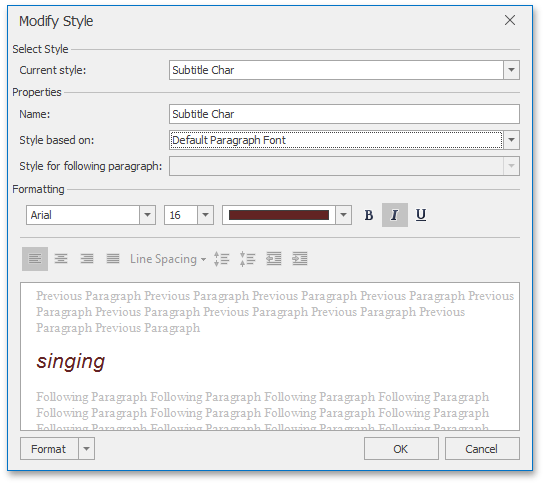 Modify Style
Select Style
Current style: Subtitle Char
Properties
Name: Subtitle Char
Style based on: Default Paragraph Font
Style for following paragraph:
Formatting
Arial 16 B I U
Line Spacing
Previous Paragraph Previous Paragraph Previous Paragraph Previous Paragraph Previous
Paragraph Previous Paragraph Previous Paragraph Previous Paragraph Previous
Paragraph Previous Paragraph
singing
Following Paragraph Following Paragraph Following Paragraph Following Paragraph
Following Paragraph Following Paragraph Following Paragraph Following Paragraph
Following Paragraph Following Paragraph Following Paragraph Following Paragraph
Format OK Cancel